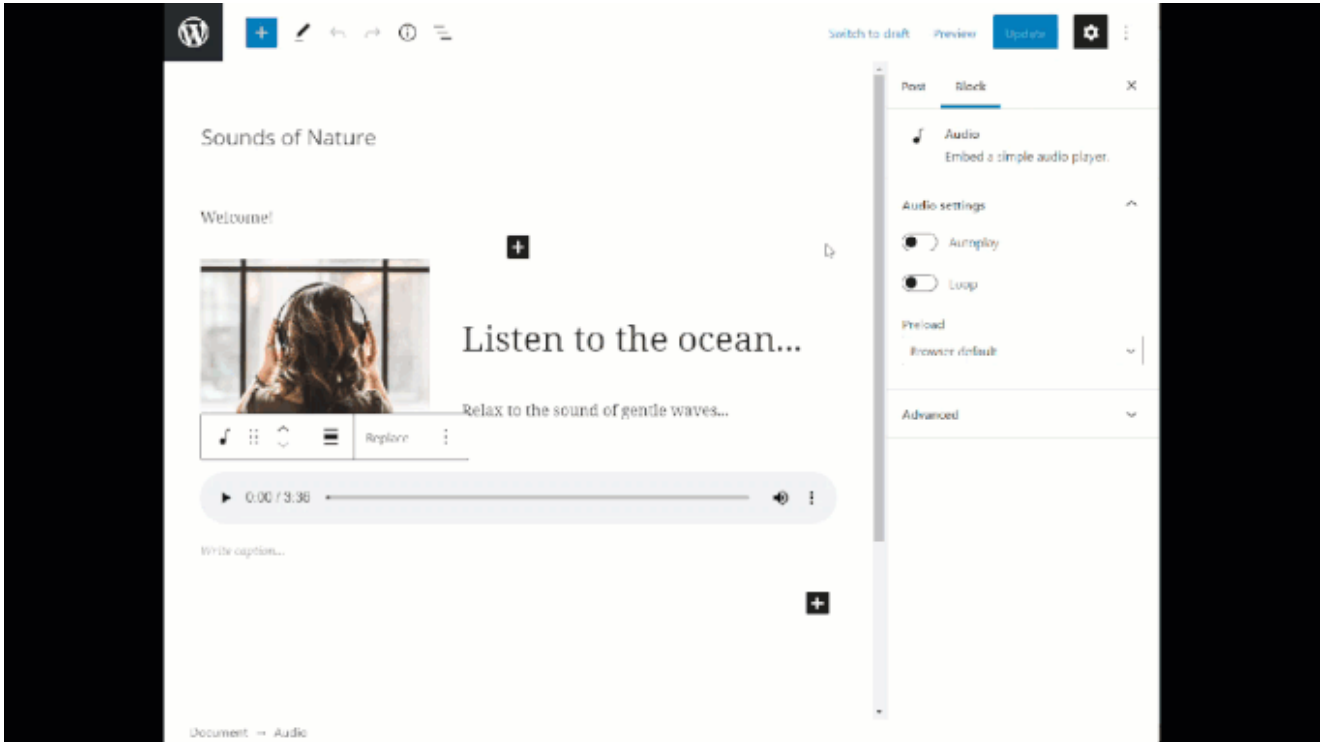 Switch to draft Preview Update
Post Block
Audio
Embed a simple audio player.
Sounds of Nature
Audio settings
Welcome!
Autoplay
Loop
Preload
Listen to the ocean...
Browser default
Relax to the sound of gentle waves...
Advanced
Replace
0:00 / 3:36
Write caption...
Document → Audio